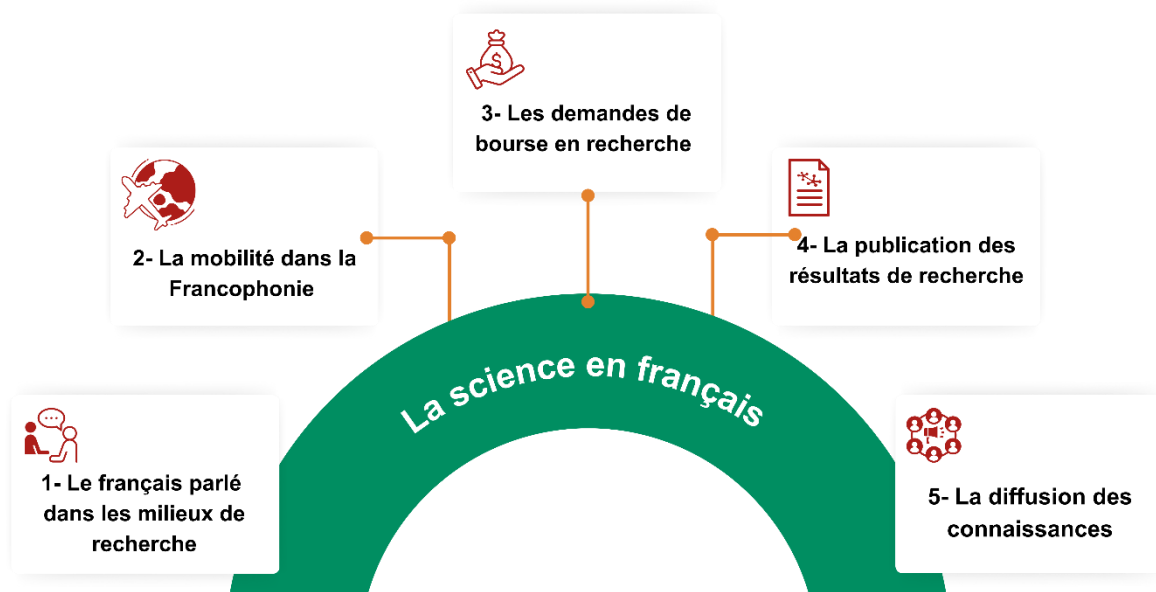 3- Les demandes de
bourse en recherche
2- La mobilité dans la
Francophonie
4- La publication des
résultats de recherche
La science en français
1- Le français parlé
dans les milieux de
recherche
5- La diffusion des
connaissances